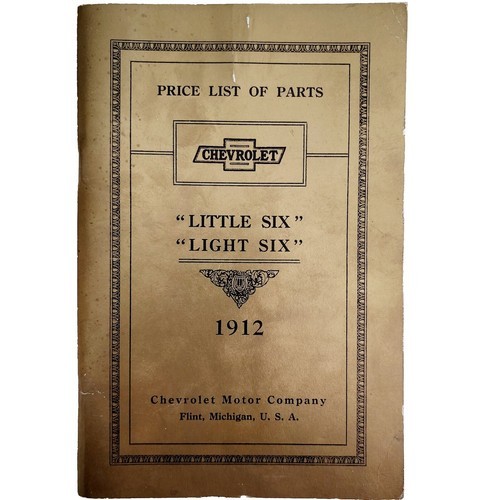 PRICE LIST OF PARTS
CHEVROLET
"LITTLE SIX"
"LIGHT SIX"
1912
Chevrolet Motor Company
Flint, Michigan, U. S. A.